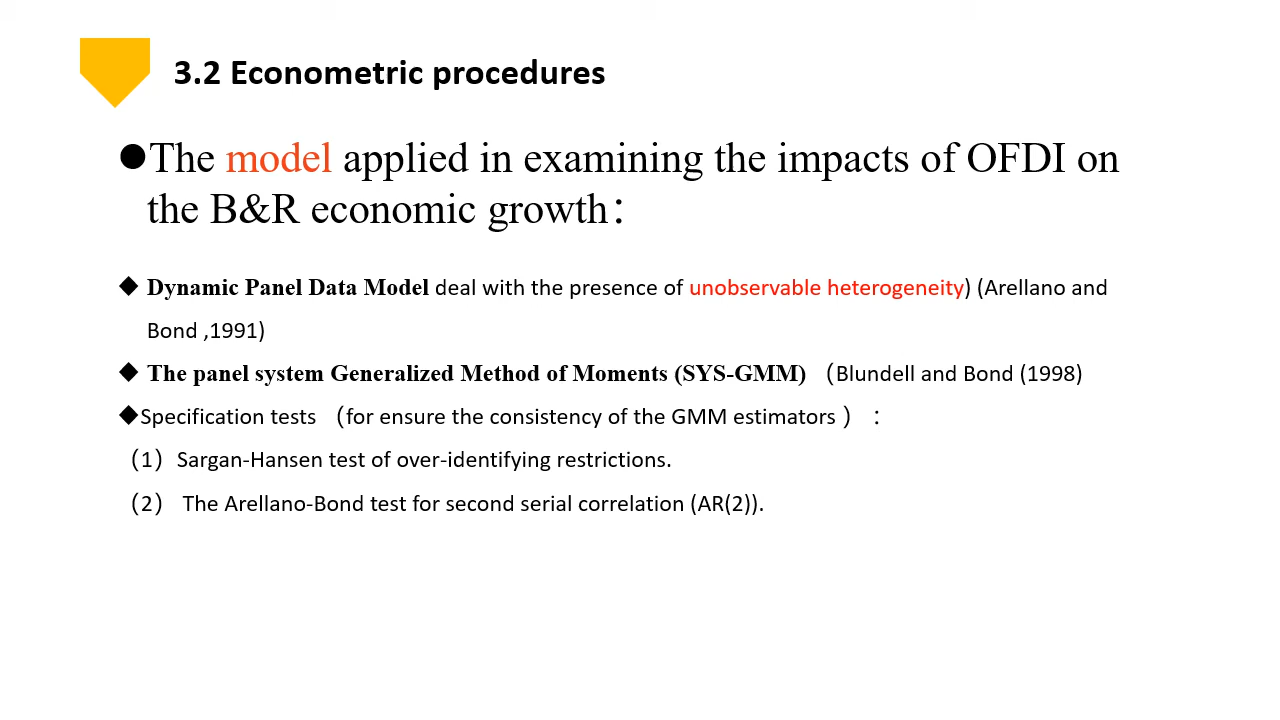 3.2 Econometric procedures
●The model applied in examining the impacts of OFDI on
the B&R economic growth：
◆ Dynamic Panel Data Model deal with the presence of unobservable heterogeneity) (Arellano and
Bond ,1991)
◆ The panel system Generalized Method of Moments (SYS-GMM) （Blundell and Bond (1998)
◆Specification tests （for ensure the consistency of the GMM estimators ） ：
（1）Sargan-Hansen test of over-identifying restrictions.
（2） The Arellano-Bond test for second serial correlation (AR(2)).